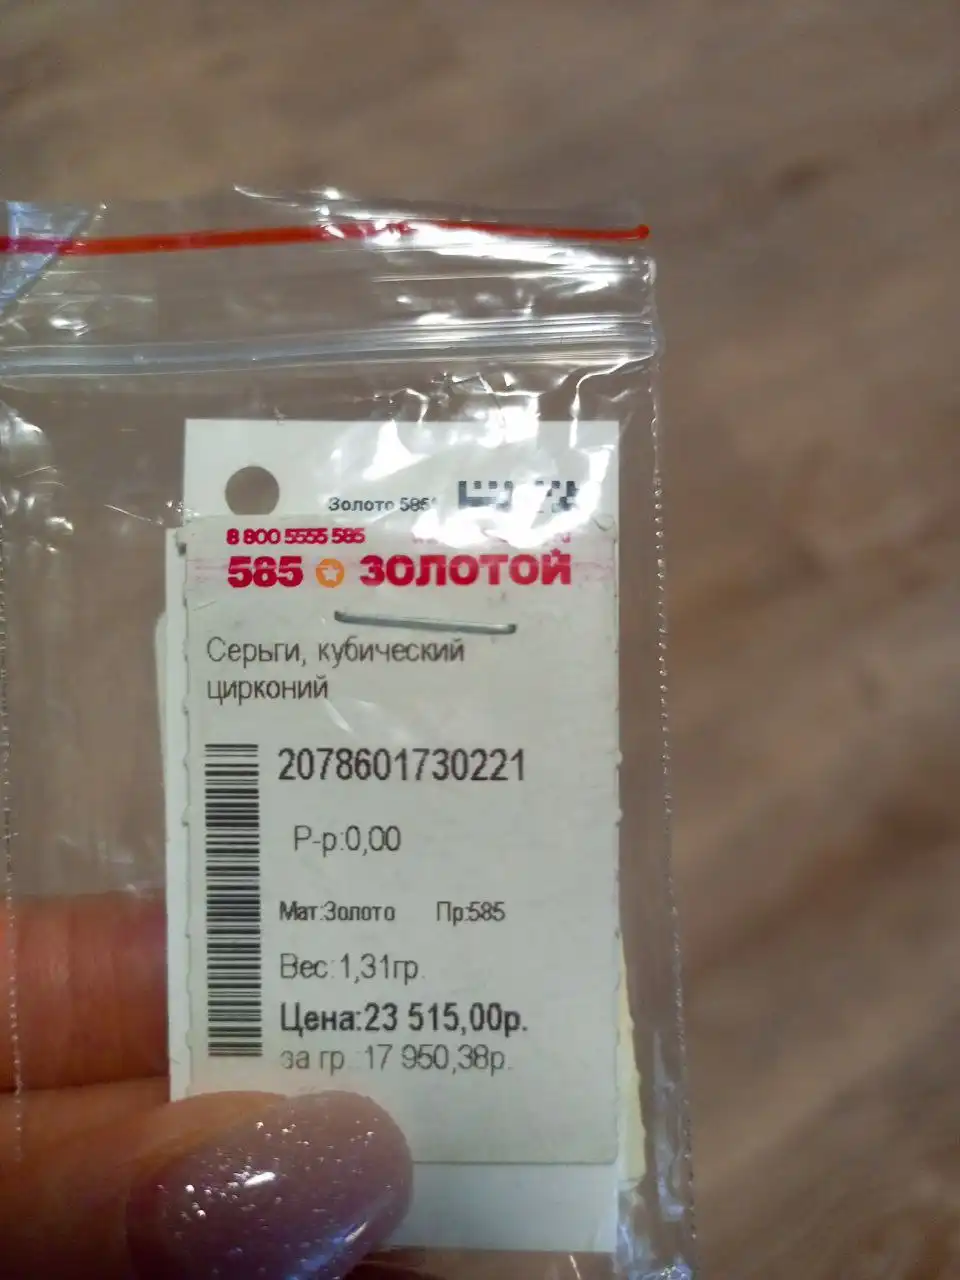 Золото 585*
8 800 5555 585
585 ЗОЛОТОЙ
Серьги, кубический
цирконий
2078601730221
Р-р:0,00
Мат:Золото Пр:585
Вес:1,31гр.
Цена:23 515,00р.
за гр.:17 950,38р.